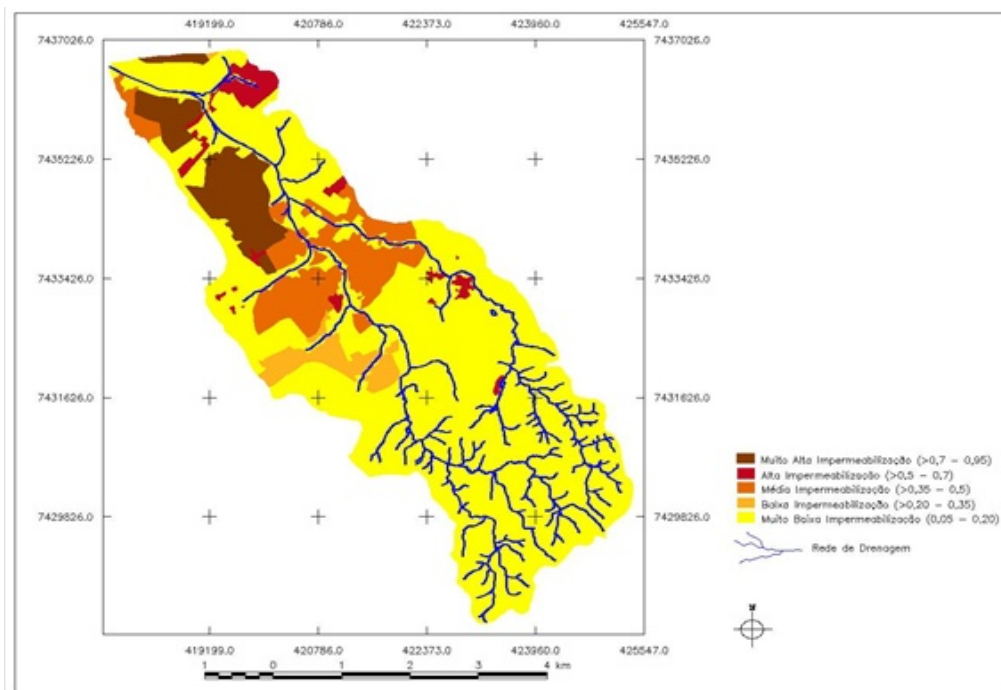 419199.0 420786.0 422373.0 423960.0 425547.0
7437026.0 7437026.0
7435226.0 7435226.0
7433426.0 7433426.0
7431626.0 7431626.0
Muito Alta Impermeabilização (>0,7 - 0,95)
Alta Impermeabilização (>0,5 - 0,7)
Média Impermeabilização (>0,35 - 0,5)
Baixa Impermeabilização (>0,20 - 0,35)
Muito Baixa Impermeabilização (0,05 - 0,20)
7429826.0 7429826.0
Rede de Drenagem
N
419199.0 420786.0 422373.0 423960.0 425547.0
1 0 1 2 3 4 km